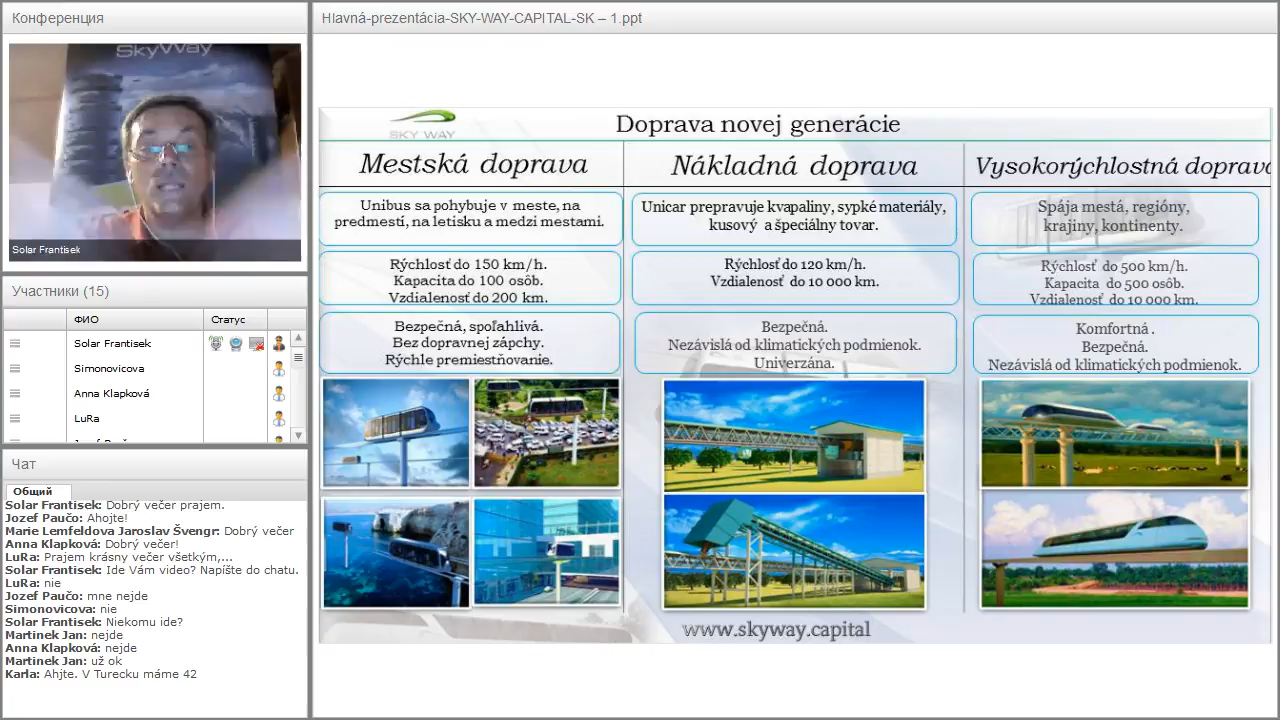 Конференция
SkyWay
Solar Frantisek
Участники (15)
ФИО
Статус
Solar Frantisek
Simonovicova
Anna Klapková
LuRa
Чат
Общий
Solar Frantisek: Dobrý večer prajem.
Jozef Paučo: Ahojte!
Marie Lemfeldova Jaroslav Švengr: Dobrý večer
Anna Klapková: Dobrý večer!
LuRa: Prajem krásny večer všetkým,...
Solar Frantisek: Ide Vám video? Napíšte do chatu.
LuRa: nie
Jozef Paučo: mne nejde
Simonovicova: nie
Solar Frantisek: Niekomu ide?
Martinek Jan: nejde
Anna Klapková: nejde
Martinek Jan: už ok
Karla: Ahjte. V Turecku máme 42
Hlavná-prezentácia-SKY-WAY-CAPITAL-SK – 1.ppt
SKY WAY
Doprava novej generácie
Mestská doprava
Unibus sa pohybuje v meste, na
predmestí, na letisku a medzi mestami.
Rýchlosť do 150 km/h.
Kapacita do 100 osôb.
Vzdialenosť do 200 km.
Bezpečná, spoľahlivá.
Bez dopravnej zápchy.
Rýchle premiestňovanie.
Nákladná doprava
Unicar prepravuje kvapaliny, sypké materiály,
kusový a špeciálny tovar.
Rýchlosť do 120 km/h.
Vzdialenosť do 10 000 km.
Bezpečná.
Nezávislá od klimatických podmienok.
Univerzána.
Vysokorýchlostná doprava
Spája mestá, regióny,
krajiny, kontinenty.
Rýchlosť do 500 km/h.
Kapacita do 500 osôb.
Vzdialenosť do 10 000 km.
Komfortná .
Bezpečná.
Nezávislá od klimatických podmienok.
www.skyway.capital